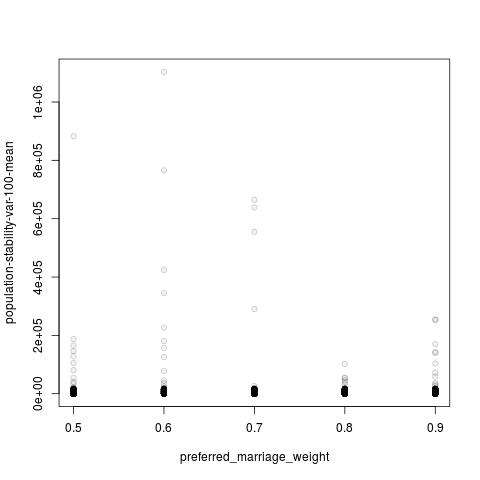 1e+06
8e+05
6e+05
4e+05
2e+05
0e+00
population-stability-var-100-mean
0.5 0.6 0.7 0.8 0.9
preferred_marriage_weight